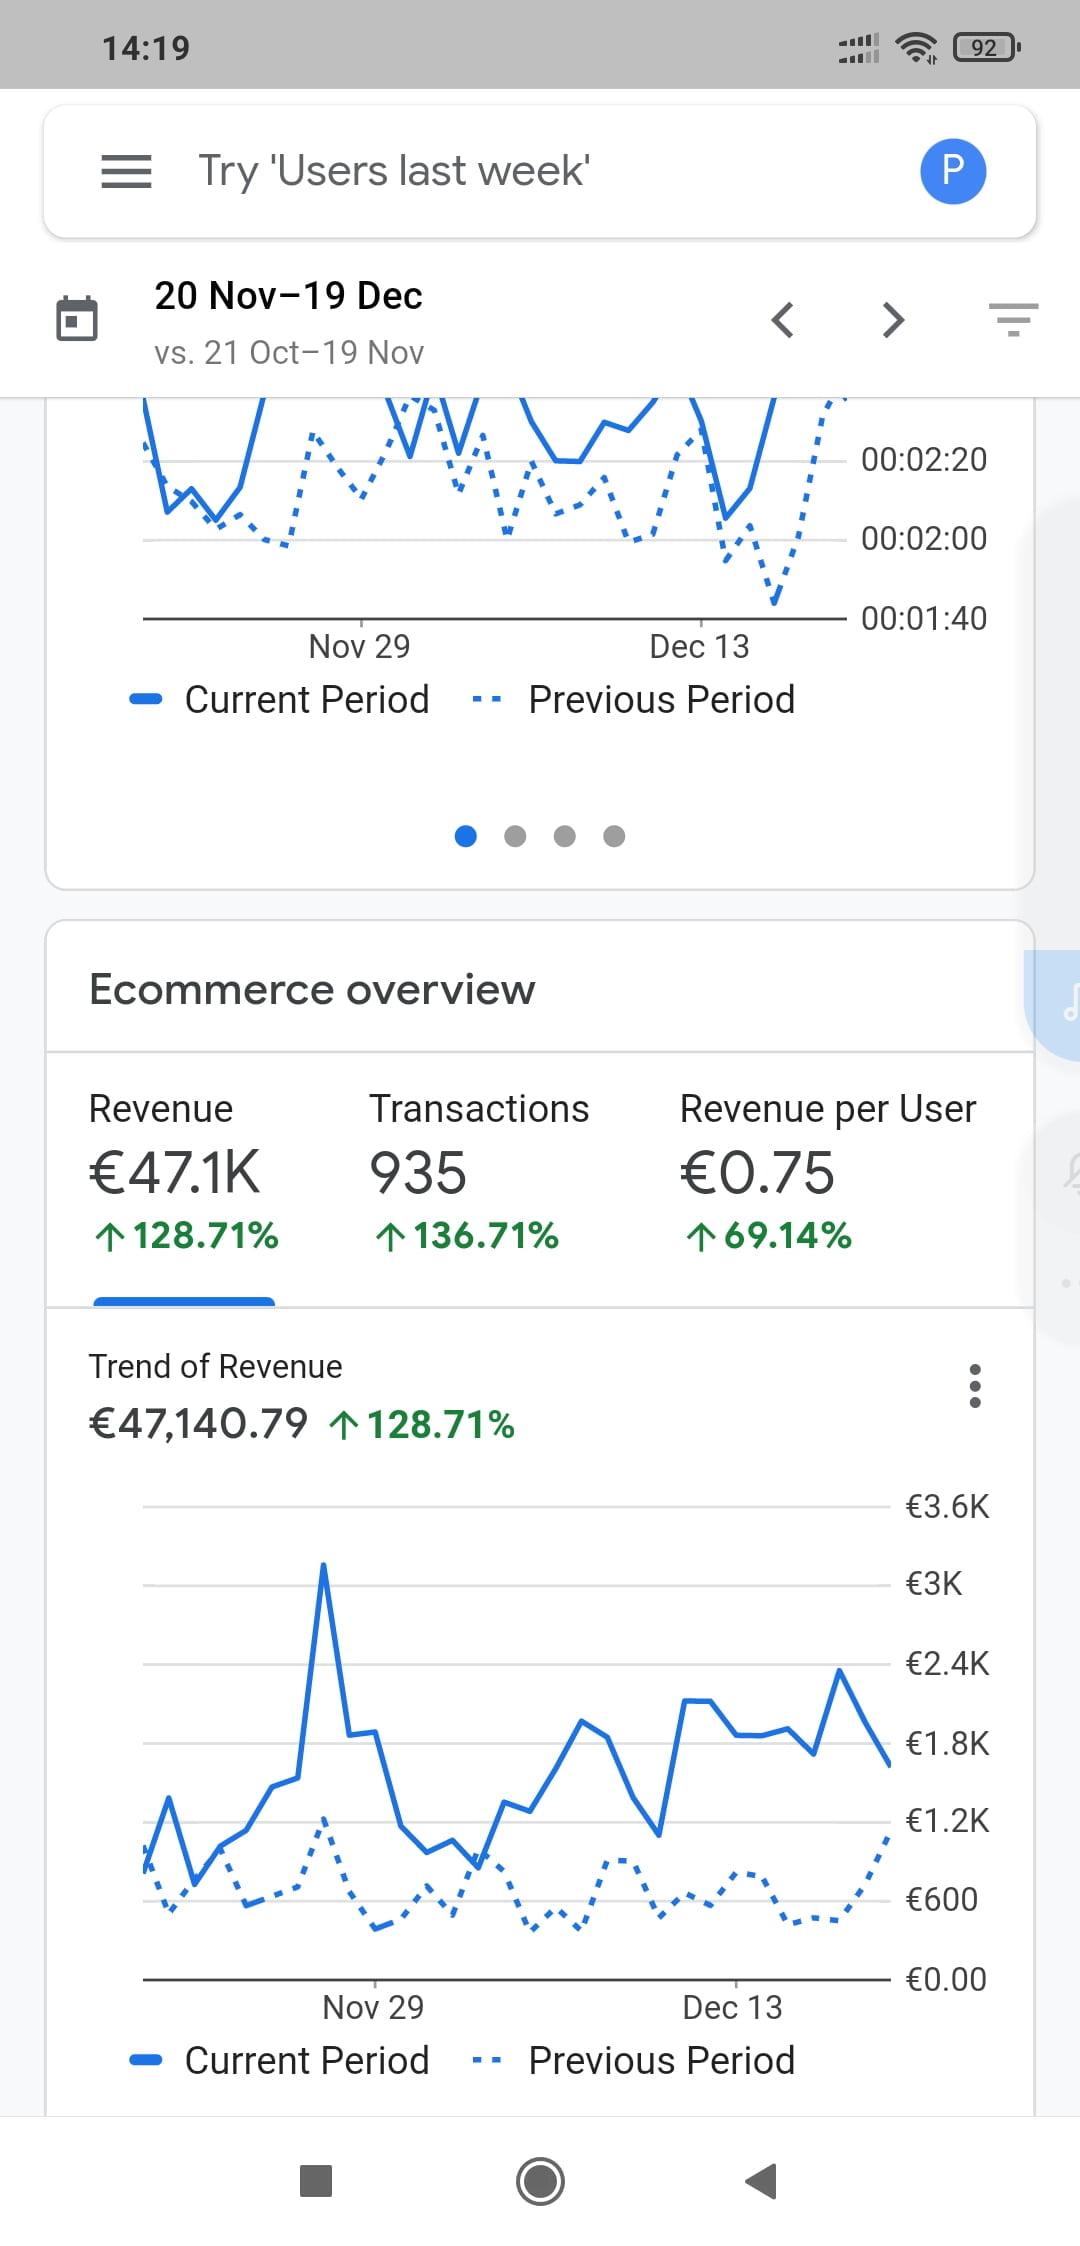 14:19
92
Try 'Users last week'
P
20 Nov–19 Dec
vs. 21 Oct–19 Nov
00:02:20
00:02:00
00:01:40
Nov 29 Dec 13
Current Period Previous Period
Ecommerce overview
Revenue Transactions Revenue per User
€47.1K 935 €0.75
↑128.71% ↑136.71% ↑69.14%
Trend of Revenue
€47,140.79 ↑128.71%
€3.6K
€3K
€2.4K
€1.8K
€1.2K
€600
€0.00
Nov 29 Dec 13
Current Period Previous Period